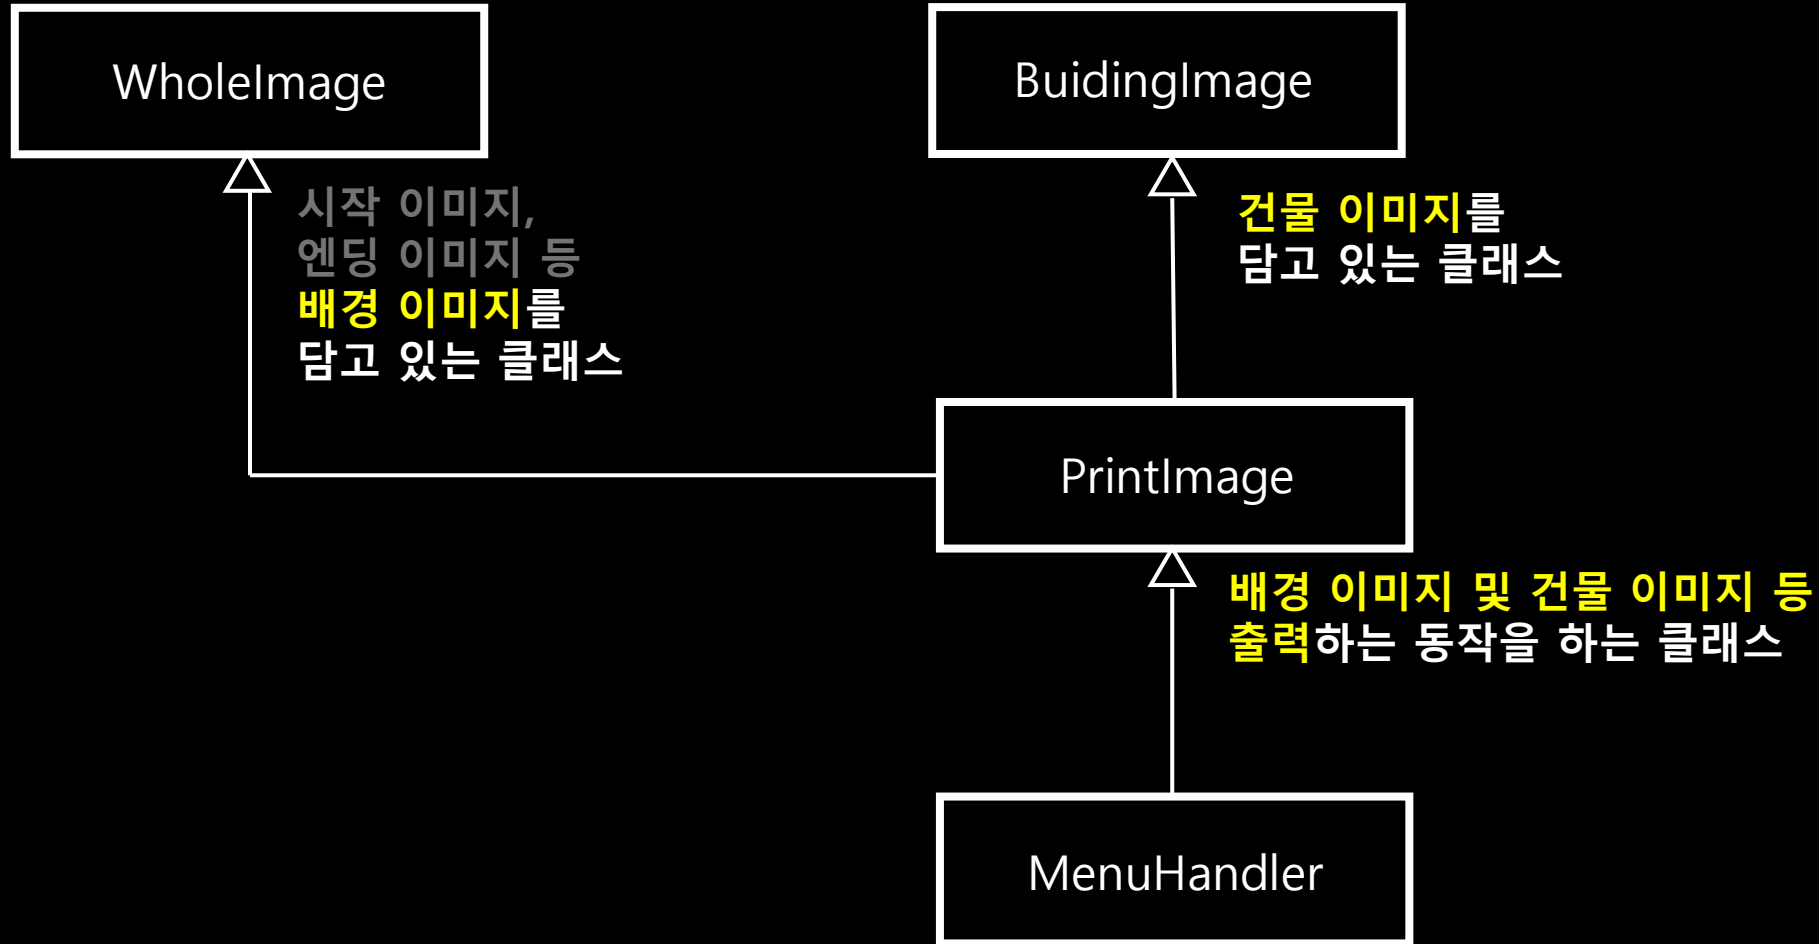 WholeImage
BuidingImage
시작 이미지,
엔딩 이미지 등
배경 이미지를
담고 있는 클래스
건물 이미지를
담고 있는 클래스
PrintImage
배경 이미지 및 건물 이미지 등
출력하는 동작을 하는 클래스
MenuHandler